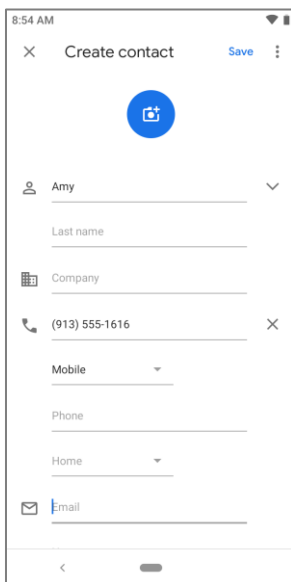 8:54 AM
Create contact Save
Amy
Last name
Company
(913) 555-1616
Mobile
Phone
Home
Email